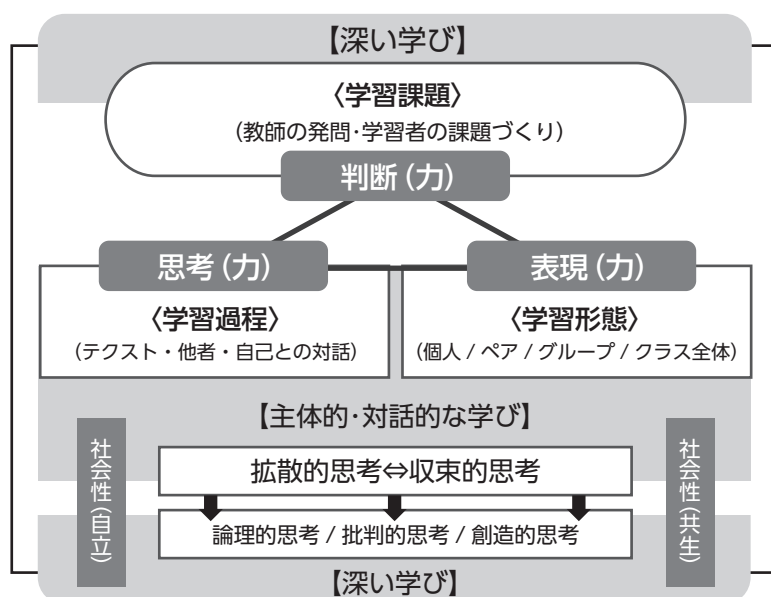 【深い学び】
〈学習課題〉
(教師の発問・学習者の課題づくり)
判断(力)
思考(力)
表現(力)
〈学習過程〉
(テクスト・他者・自己との対話)
〈学習形態〉
(個人 / ペア / グループ / クラス全体)
【主体的・対話的な学び】
社会性(自立)
拡散的思考⇔収束的思考
論理的思考 / 批判的思考 / 創造的思考
社会性(共生)
【深い学び】